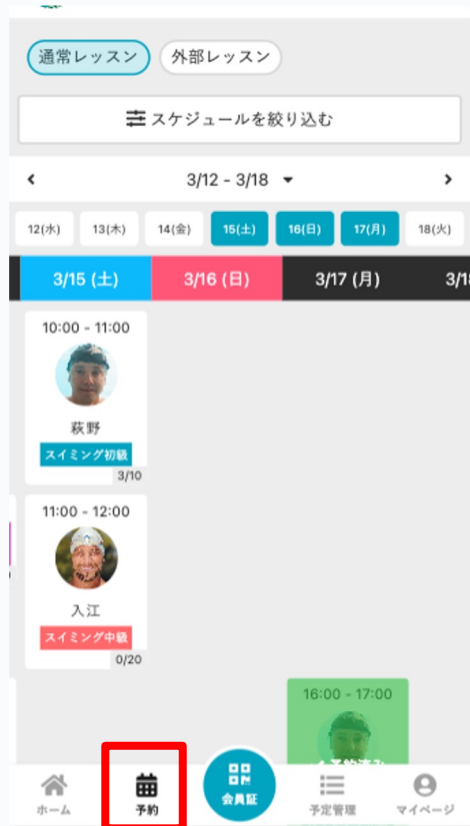 通常レッスン
外部レッスン
スケジュールを絞り込む
3/12 - 3/18
12(水) 13(木) 14(金) 15(土) 16(日) 17(月) 18(火)
3/15 (土) 3/16 (日) 3/17 (月)
10:00 - 11:00
萩野
スイミング初級
3/10
11:00 - 12:00
入江
スイミング中級
0/20
16:00 - 17:00
ホーム
予約
会員証
予定管理
マイページ